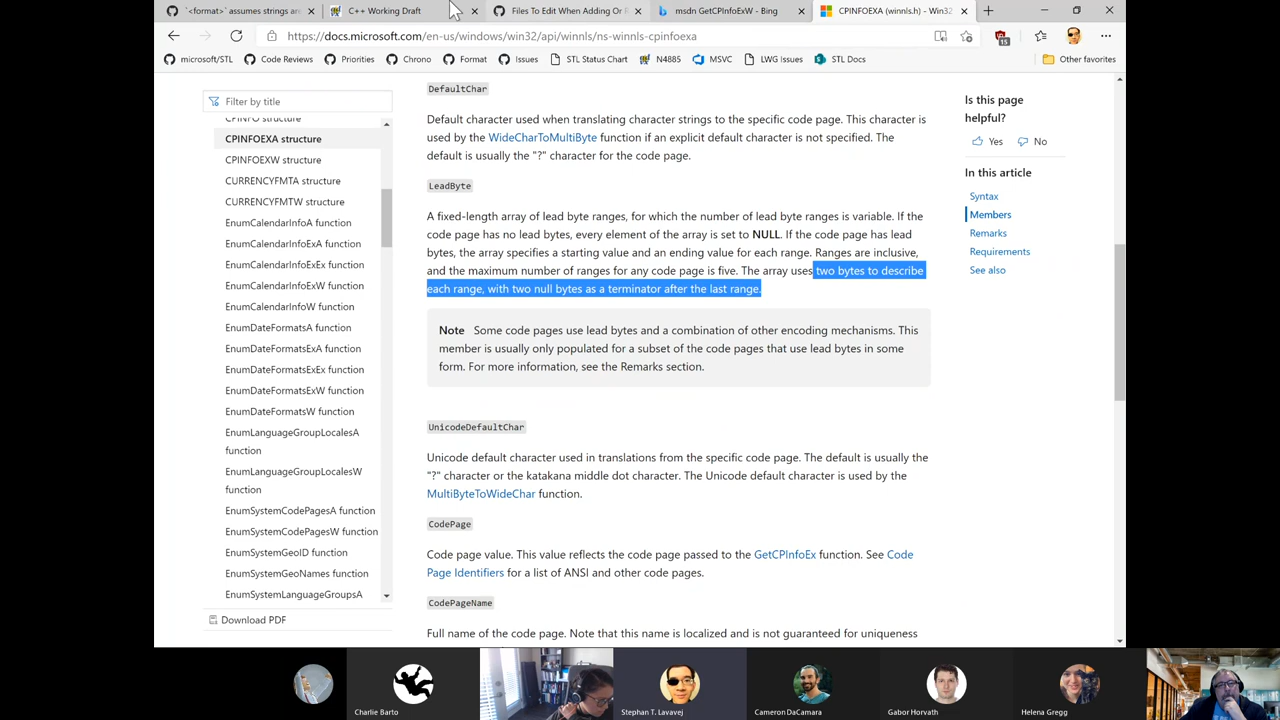 `<format>` assumes strings are
C++ Working Draft
Files To Edit When Adding Or R
msdn GetCPInfoExW - Bing
CPINFOEXA (winnls.h) - Win32
https://docs.microsoft.com/en-us/windows/win32/api/winnls/ns-winnls-cpinfoexa
15
microsoft/STL
Code Reviews
Priorities
Chrono
Format
Issues
STL Status Chart
N4885
MSVC
LWG Issues
STL Docs
Other favorites
Filter by title
CPINFO structure
CPINFOEXA structure
CPINFOEXW structure
CURRENCYFMTA structure
CURRENCYFMTW structure
EnumCalendarInfoA function
EnumCalendarInfoExA function
EnumCalendarInfoExEx function
EnumCalendarInfoExW function
EnumCalendarInfoW function
EnumDateFormatsA function
EnumDateFormatsExA function
EnumDateFormatsExEx function
EnumDateFormatsExW function
EnumDateFormatsW function
EnumLanguageGroupLocalesA
function
EnumLanguageGroupLocalesW
function
EnumSystemCodePagesA function
EnumSystemCodePagesW function
EnumSystemGeoID function
EnumSystemGeoNames function
EnumSystemLanguageGroupsA
Download PDF
DefaultChar
Default character used when translating character strings to the specific code page. This character is
used by the WideCharToMultiByte function if an explicit default character is not specified. The
default is usually the "?" character for the code page.
LeadByte
A fixed-length array of lead byte ranges, for which the number of lead byte ranges is variable. If the
code page has no lead bytes, every element of the array is set to NULL. If the code page has lead
bytes, the array specifies a starting value and an ending value for each range. Ranges are inclusive,
and the maximum number of ranges for any code page is five. The array uses two bytes to describe
each range, with two null bytes as a terminator after the last range.
Note Some code pages use lead bytes and a combination of other encoding mechanisms. This
member is usually only populated for a subset of the code pages that use lead bytes in some
form. For more information, see the Remarks section.
UnicodeDefaultChar
Unicode default character used in translations from the specific code page. The default is usually the
"?" character or the katakana middle dot character. The Unicode default character is used by the
MultiByteToWideChar function.
CodePage
Code page value. This value reflects the code page passed to the GetCPInfoEx function. See Code
Page Identifiers for a list of ANSI and other code pages.
CodePageName
Full name of the code page. Note that this name is localized and is not guaranteed for uniqueness
Is this page
helpful?
Yes
No
In this article
Syntax
Members
Remarks
Requirements
See also
Charlie Barto
Stephan T. Lavavej
Cameron DaCamara
Gabor Horvath
Helena Gregg